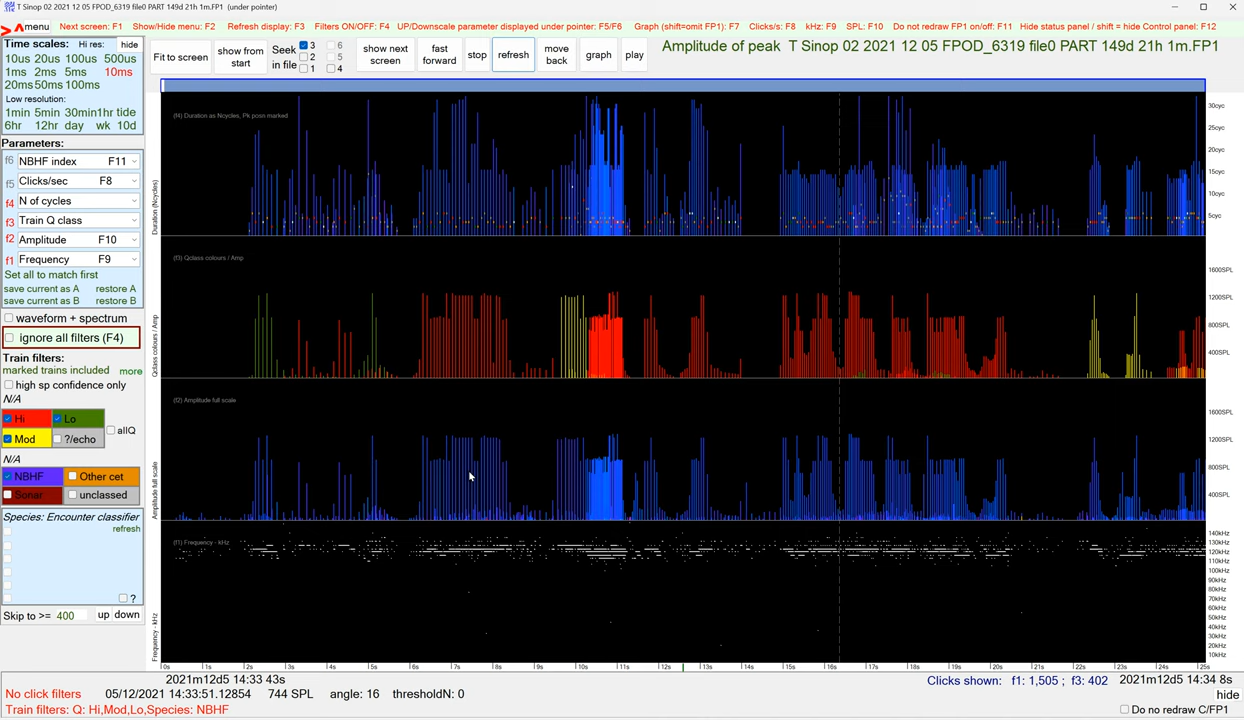 T Sinop 02 2021 12 05 FPOD_6319 file0 PART 149d 21h 1m.FP1 (under pointer)
menu Next screen: F1 Show/Hide menu: F2 Refresh display: F3 Filters ON/OFF: F4 UP/Downscale parameter displayed under pointer: F5/F6 Graph (shift=omit FP1): F7 Clicks/s: F8 kHz: F9 SPL: F10 Do not redraw FP1 on/off: F11 Hide status panel / shift = hide Control panel: F12
Time scales: Hi res: hide
10us 20us 100us 500us
1ms 2ms 5ms 10ms
20ms 50ms 100ms
Low resolution:
1min 5min 30min 1hr tide
6hr 12hr day wk 10d
Fit to screen
show from start
Seek in file
3 6
2 5
1 4
show next screen
fast forward
stop
refresh
move back
graph
play
Amplitude of peak T Sinop 02 2021 12 05 FPOD_6319 file0 PART 149d 21h 1m.FP1
Parameters:
f6 NBHF index F11
f5 Clicks/sec F8
f4 N of cycles
f3 Train Q class
f2 Amplitude F10
f1 Frequency F9
Set all to match first
save current as A restore A
save current as B restore B
waveform + spectrum
ignore all filters (F4)
Train filters:
marked trains included more
high sp confidence only
N/A
Hi Lo
Mod ?/echo
allQ
N/A
NBHF Other cet
Sonar unclassed
Species: Encounter classifier
refresh
?
Skip to >= 400 up down
(f4) Duration as Ncycles, Pk posn marked
Duration (Ncycles)
30cyc
25cyc
20cyc
15cyc
10cyc
5cyc
(f3) Qclass colours / Amp
Qclass colours / Amp
1600SPL
1200SPL
800SPL
400SPL
(f2) Amplitude full scale
Amplitude full scale
1600SPL
1200SPL
800SPL
400SPL
(f1) Frequency - kHz
Frequency - kHz
140kHz
130kHz
120kHz
110kHz
100kHz
90kHz
80kHz
70kHz
60kHz
50kHz
40kHz
30kHz
20kHz
10kHz
0s 1s 2s 3s 4s 5s 6s 7s 8s 9s 10s 11s 12s 13s 14s 15s 16s 17s 18s 19s 20s 21s 22s 23s 24s 25s
2021m12d5 14:33 43s
Clicks shown: f1: 1,505 ; f3: 402 2021m12d5 14:34 8s
No click filters 05/12/2021 14:33:51.12854 744 SPL angle: 16 thresholdN: 0
hide
Train filters: Q: Hi,Mod,Lo,Species: NBHF
Do no redraw C/FP1